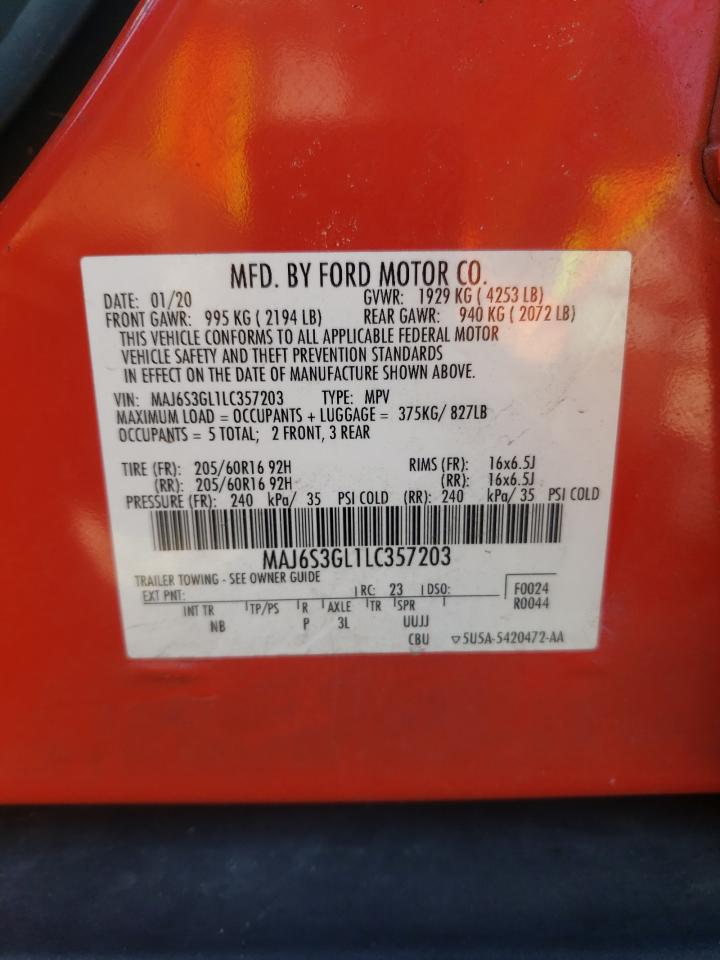 MFD. BY FORD MOTOR CO.
DATE: 01/20 GVWR: 1929 KG ( 4253 LB)
FRONT GAWR: 995 KG ( 2194 LB) REAR GAWR: 940 KG ( 2072 LB)
THIS VEHICLE CONFORMS TO ALL APPLICABLE FEDERAL MOTOR
VEHICLE SAFETY AND THEFT PREVENTION STANDARDS
IN EFFECT ON THE DATE OF MANUFACTURE SHOWN ABOVE.
VIN: MAJ6S3GL1LC357203 TYPE: MPV
MAXIMUM LOAD = OCCUPANTS + LUGGAGE = 375KG/ 827LB
OCCUPANTS = 5 TOTAL; 2 FRONT, 3 REAR
TIRE (FR): 205/60R16 92H RIMS (FR): 16x6.5J
(RR): 205/60R16 92H (RR): 16x6.5J
PRESSURE (FR): 240 kPa/ 35 PSI COLD (RR): 240 kPa/ 35 PSI COLD
MAJ6S3GL1LC357203
TRAILER TOWING - SEE OWNER GUIDE
EXT PNT: RC: 23 DSO: F0024
INT TR TP/PS R AXLE TR SPR R0044
NB P 3L UUJJ
CBU ▽5U5A-5420472-AA